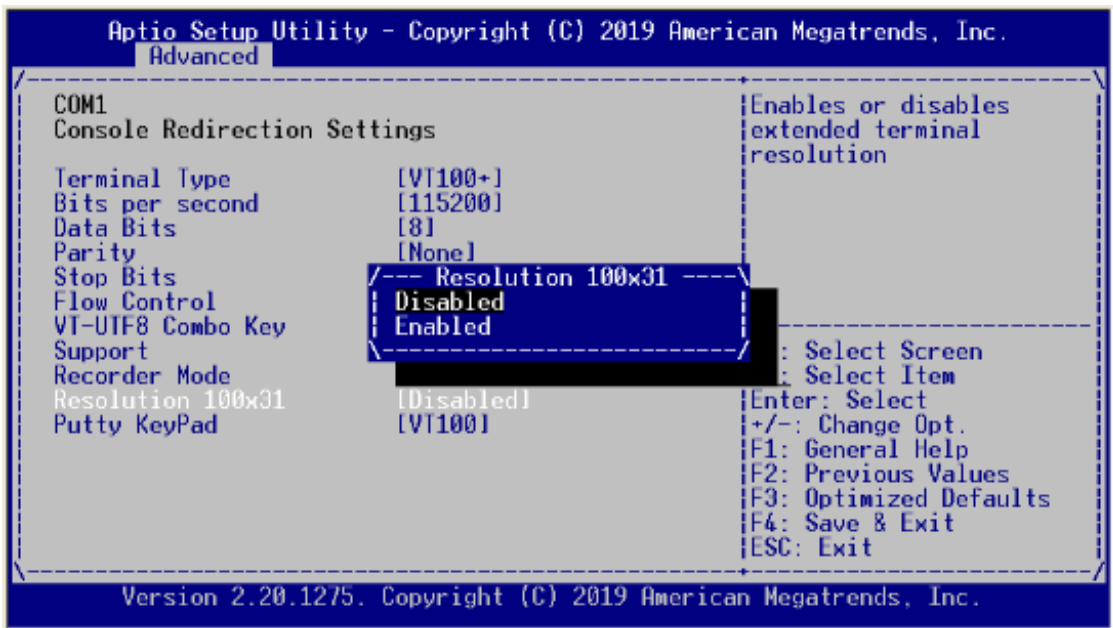 Aptio Setup Utility - Copyright (C) 2019 American Megatrends, Inc.
Advanced
COM1
Console Redirection Settings
Terminal Type [VT100+]
Bits per second [115200]
Data Bits [8]
Parity [None]
Stop Bits
Flow Control
VT-UTF8 Combo Key
Support
Recorder Mode
Resolution 100x31 [Disabled]
Putty KeyPad [VT100]
Resolution 100x31
Disabled
Enabled
Enables or disables
extended terminal
resolution
: Select Screen
: Select Item
Enter: Select
+/-: Change Opt.
F1: General Help
F2: Previous Values
F3: Optimized Defaults
F4: Save & Exit
ESC: Exit
Version 2.20.1275. Copyright (C) 2019 American Megatrends, Inc.